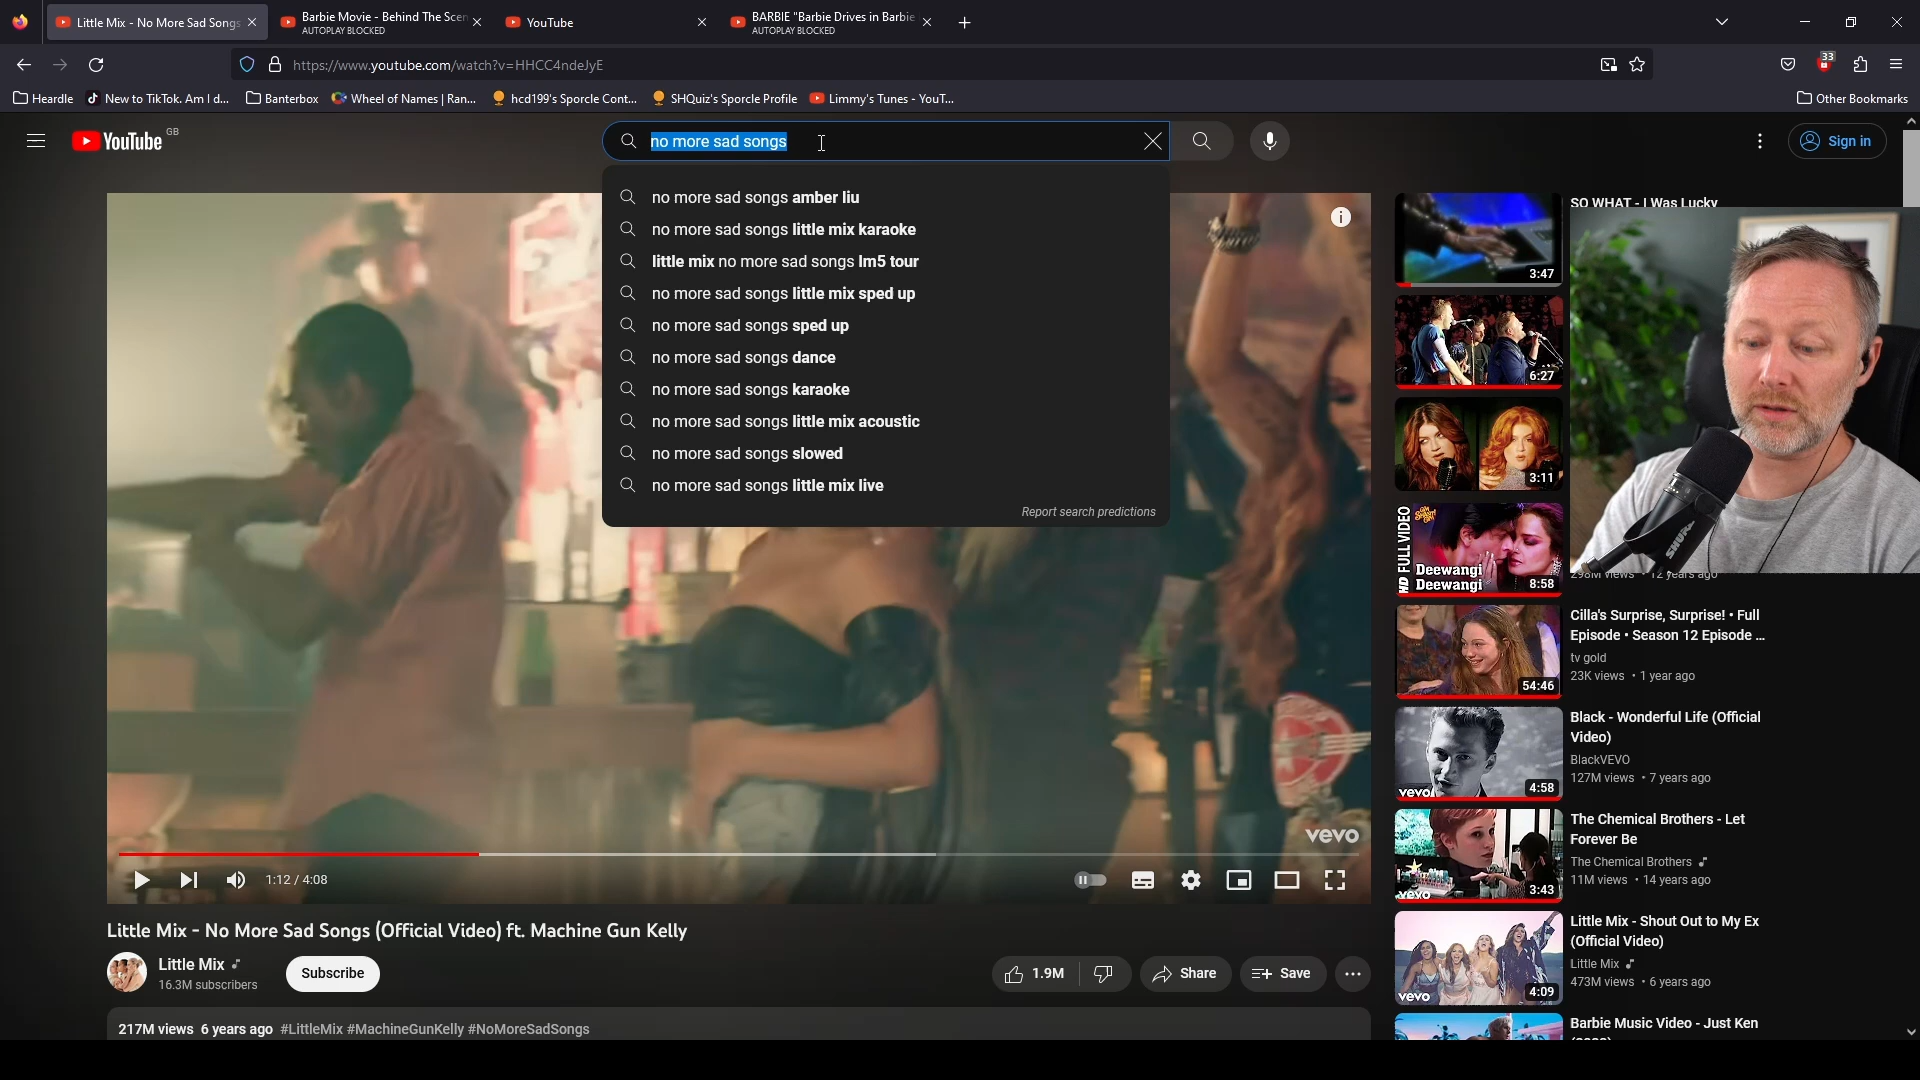 Little Mix - No More Sad Songs
Barbie Movie - Behind The Scen
AUTOPLAY BLOCKED
YouTube
BARBIE "Barbie Drives in Barbie
AUTOPLAY BLOCKED
https://www.youtube.com/watch?v=HHCC4ndeJyE
33
Heardle
New to TikTok. Am I d...
Banterbox
Wheel of Names | Ran...
hcd199's Sporcle Cont...
SHQuiz's Sporcle Profile
Limmy's Tunes - YouT...
Other Bookmarks
YouTube GB
no more sad songs
Sign in
no more sad songs amber liu
no more sad songs little mix karaoke
little mix no more sad songs lm5 tour
no more sad songs little mix sped up
no more sad songs sped up
no more sad songs dance
no more sad songs karaoke
no more sad songs little mix acoustic
no more sad songs slowed
no more sad songs little mix live
Report search predictions
vevo
1:12 / 4:08
Little Mix - No More Sad Songs (Official Video) ft. Machine Gun Kelly
Little Mix
16.3M subscribers
Subscribe
1.9M
Share
Save
217M views 6 years ago #LittleMix #MachineGunKelly #NoMoreSadSongs
SO WHAT - I Was Lucky
3:47
6:27
3:11
HD FULL VIDEO
Deewangi
Deewangi
8:58
298M views • 12 years ago
SHURE
Cilla's Surprise, Surprise! • Full
Episode • Season 12 Episode ...
tv gold
23K views • 1 year ago
54:46
Black - Wonderful Life (Official
Video)
BlackVEVO
127M views • 7 years ago
vevo
4:58
The Chemical Brothers - Let
Forever Be
The Chemical Brothers
11M views • 14 years ago
vevo
3:43
Little Mix - Shout Out to My Ex
(Official Video)
Little Mix
473M views • 6 years ago
vevo
4:09
Barbie Music Video - Just Ken